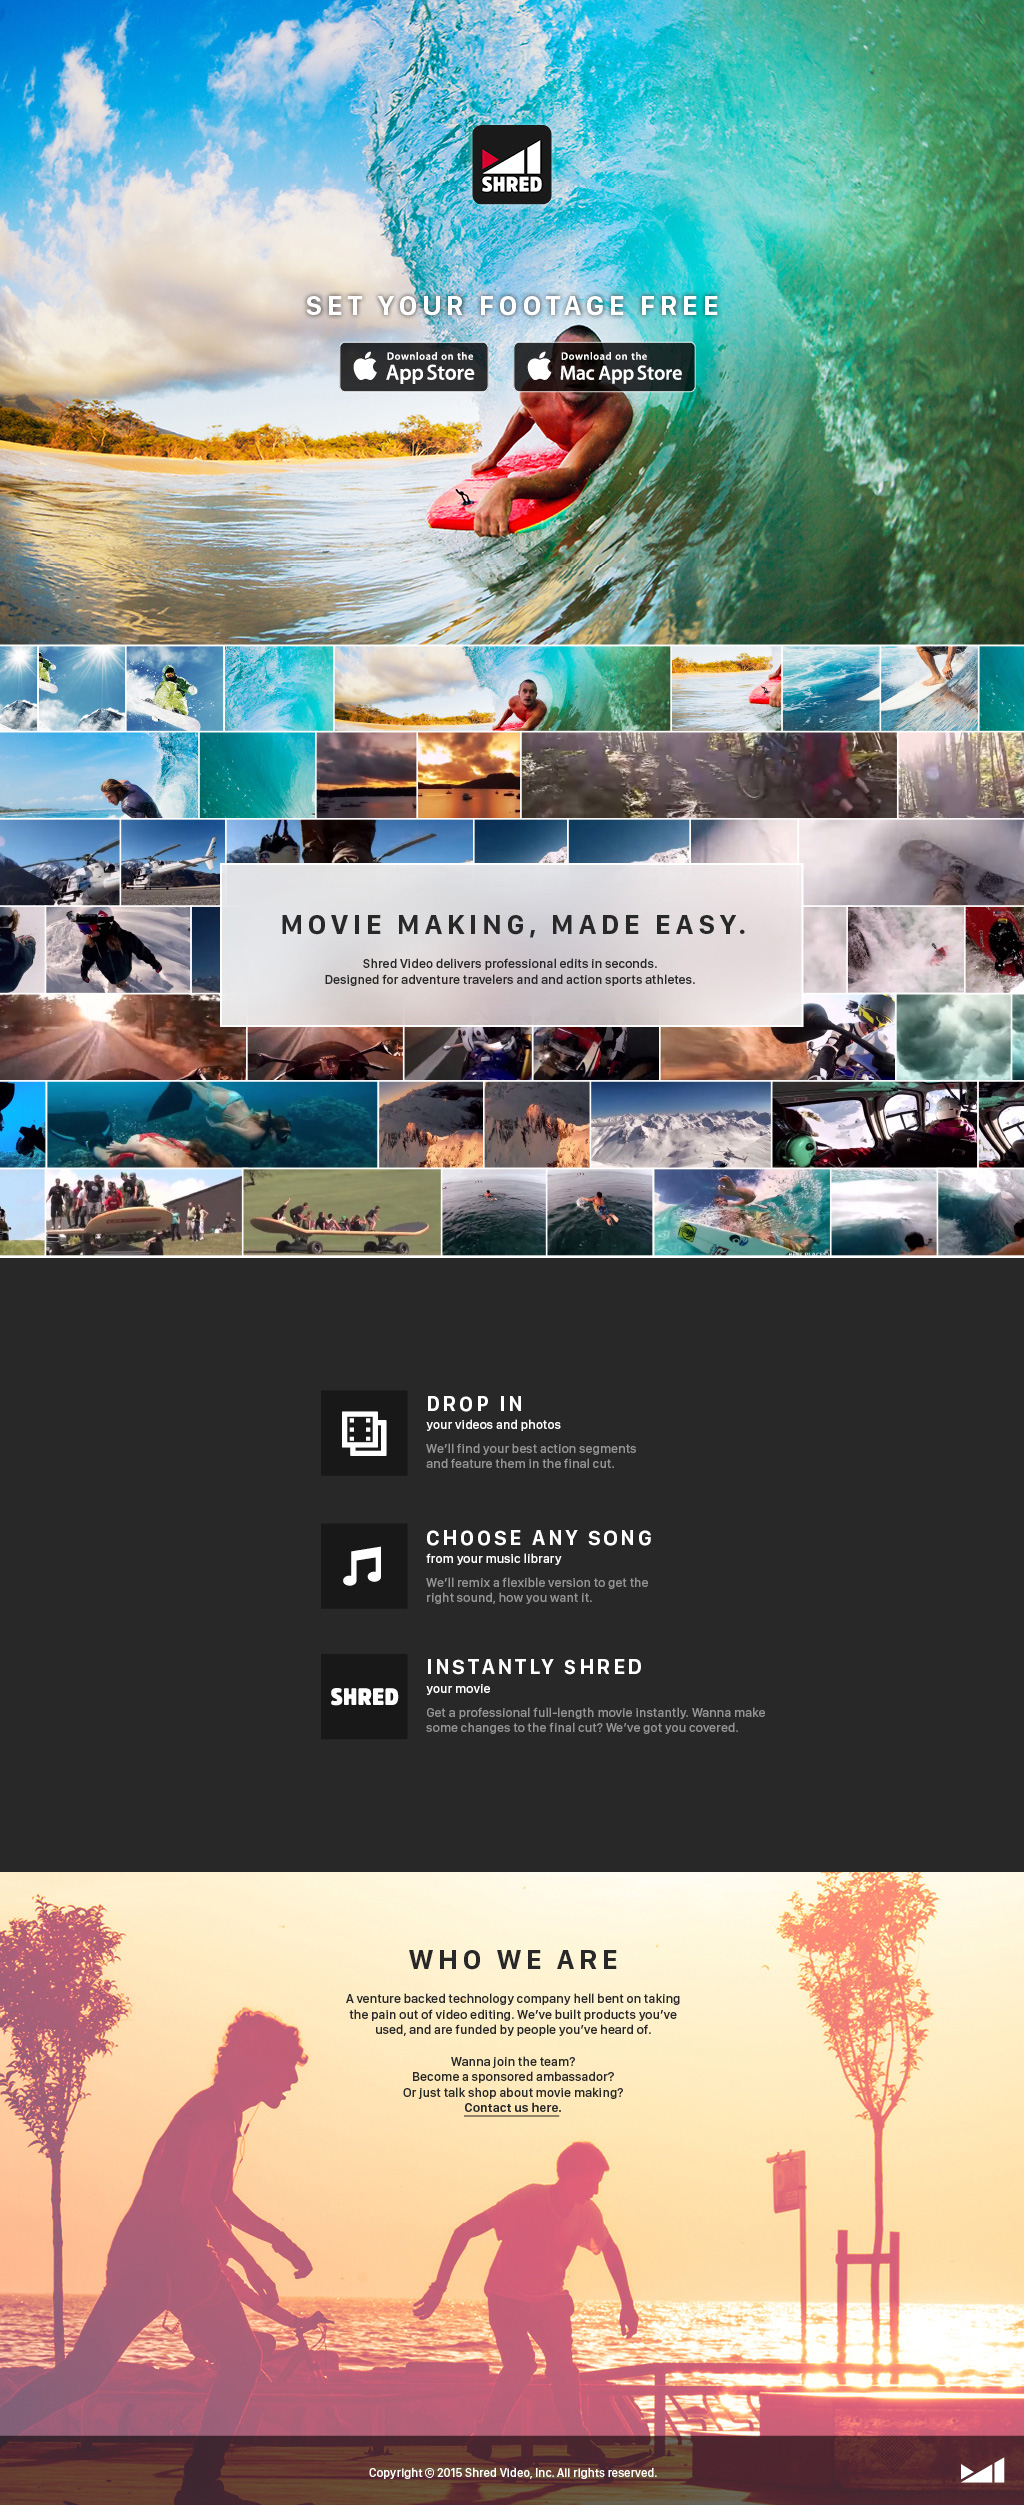 SHRED
SET YOUR FOOTAGE FREE
Download on the
App Store
Download on the
Mac App Store
MOVIE MAKING, MADE EASY.
Shred Video delivers professional edits in seconds.
Designed for adventure travelers and and action sports athletes.
DROP IN
your videos and photos
We'll find your best action segments
and feature them in the final cut.
CHOOSE ANY SONG
from your music library
We'll remix a flexible version to get the
right sound, how you want it.
SHRED
INSTANTLY SHRED
your movie
Get a professional full-length movie instantly. Wanna make
some changes to the final cut? We've got you covered.
WHO WE ARE
A venture backed technology company hell bent on taking
the pain out of video editing. We've built products you've
used, and are funded by people you've heard of.
Wanna join the team?
Become a sponsored ambassador?
Or just talk shop about movie making?
Contact us here.
Copyright © 2015 Shred Video, Inc. All rights reserved.